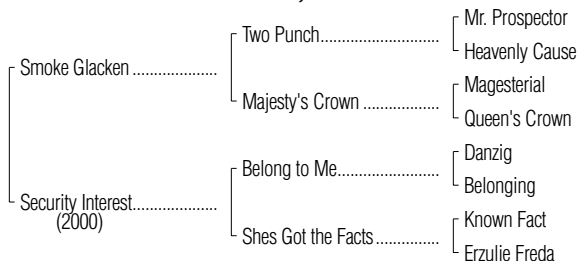 Mr. Prospector
Two Punch
Heavenly Cause
Smoke Glacken
Magesterial
Majesty's Crown
Queen's Crown
Danzig
Belong to Me
Belonging
Security Interest
(2000)
Known Fact
Shes Got the Facts
Erzulie Freda